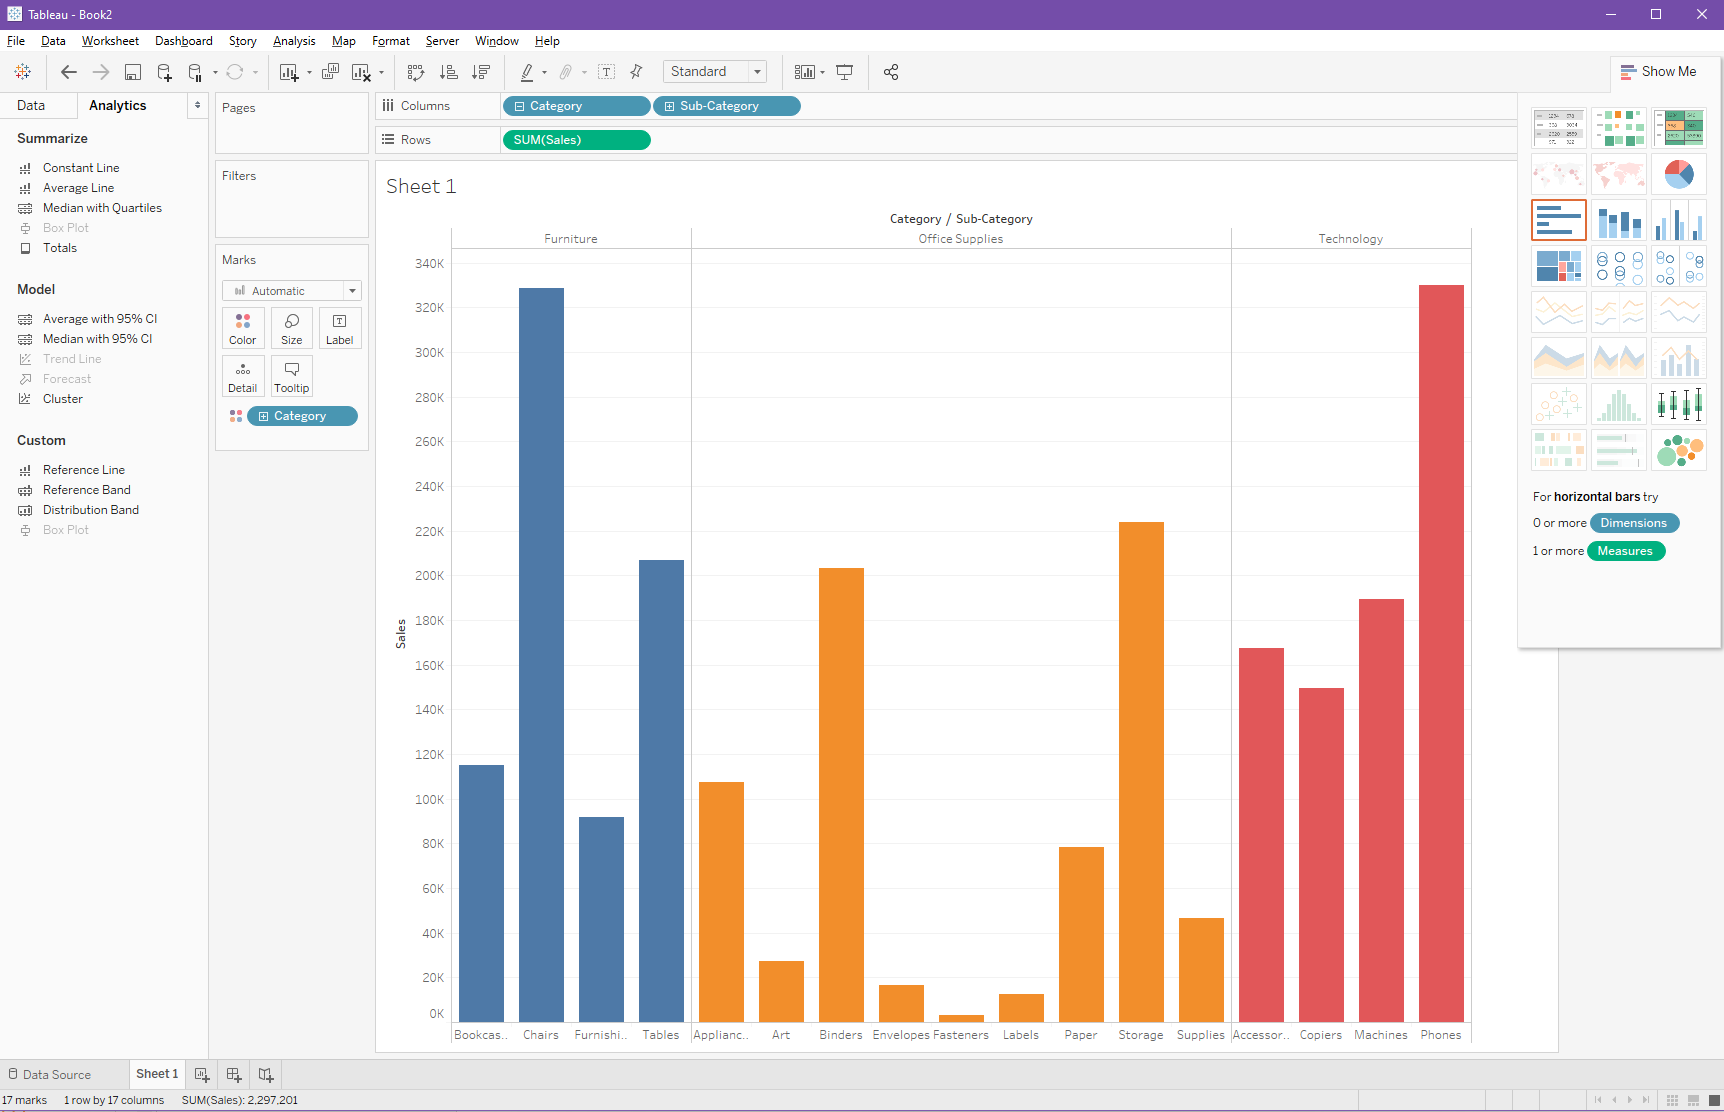 Tableau - Book2
File Data Worksheet Dashboard Story Analysis Map Format Server Window Help
Standard
Show Me
Data Analytics
Summarize
Constant Line
Average Line
Median with Quartiles
Box Plot
Totals
Model
Average with 95% CI
Median with 95% CI
Trend Line
Forecast
Cluster
Custom
Reference Line
Reference Band
Distribution Band
Box Plot
Pages
Filters
Marks
Automatic
Color Size Label
Detail Tooltip
Category
Columns Category Sub-Category
Rows SUM(Sales)
Sheet 1
Category / Sub-Category
Furniture Office Supplies Technology
340K
320K
300K
280K
260K
240K
220K
200K
180K
160K
140K
120K
100K
80K
60K
40K
20K
0K
Sales
Bookcas.. Chairs Furnishi.. Tables Applianc.. Art Binders Envelopes Fasteners Labels Paper Storage Supplies Accessor.. Copiers Machines Phones
For horizontal bars try
0 or more Dimensions
1 or more Measures
Data Source Sheet 1
17 marks 1 row by 17 columns SUM(Sales): 2,297,201